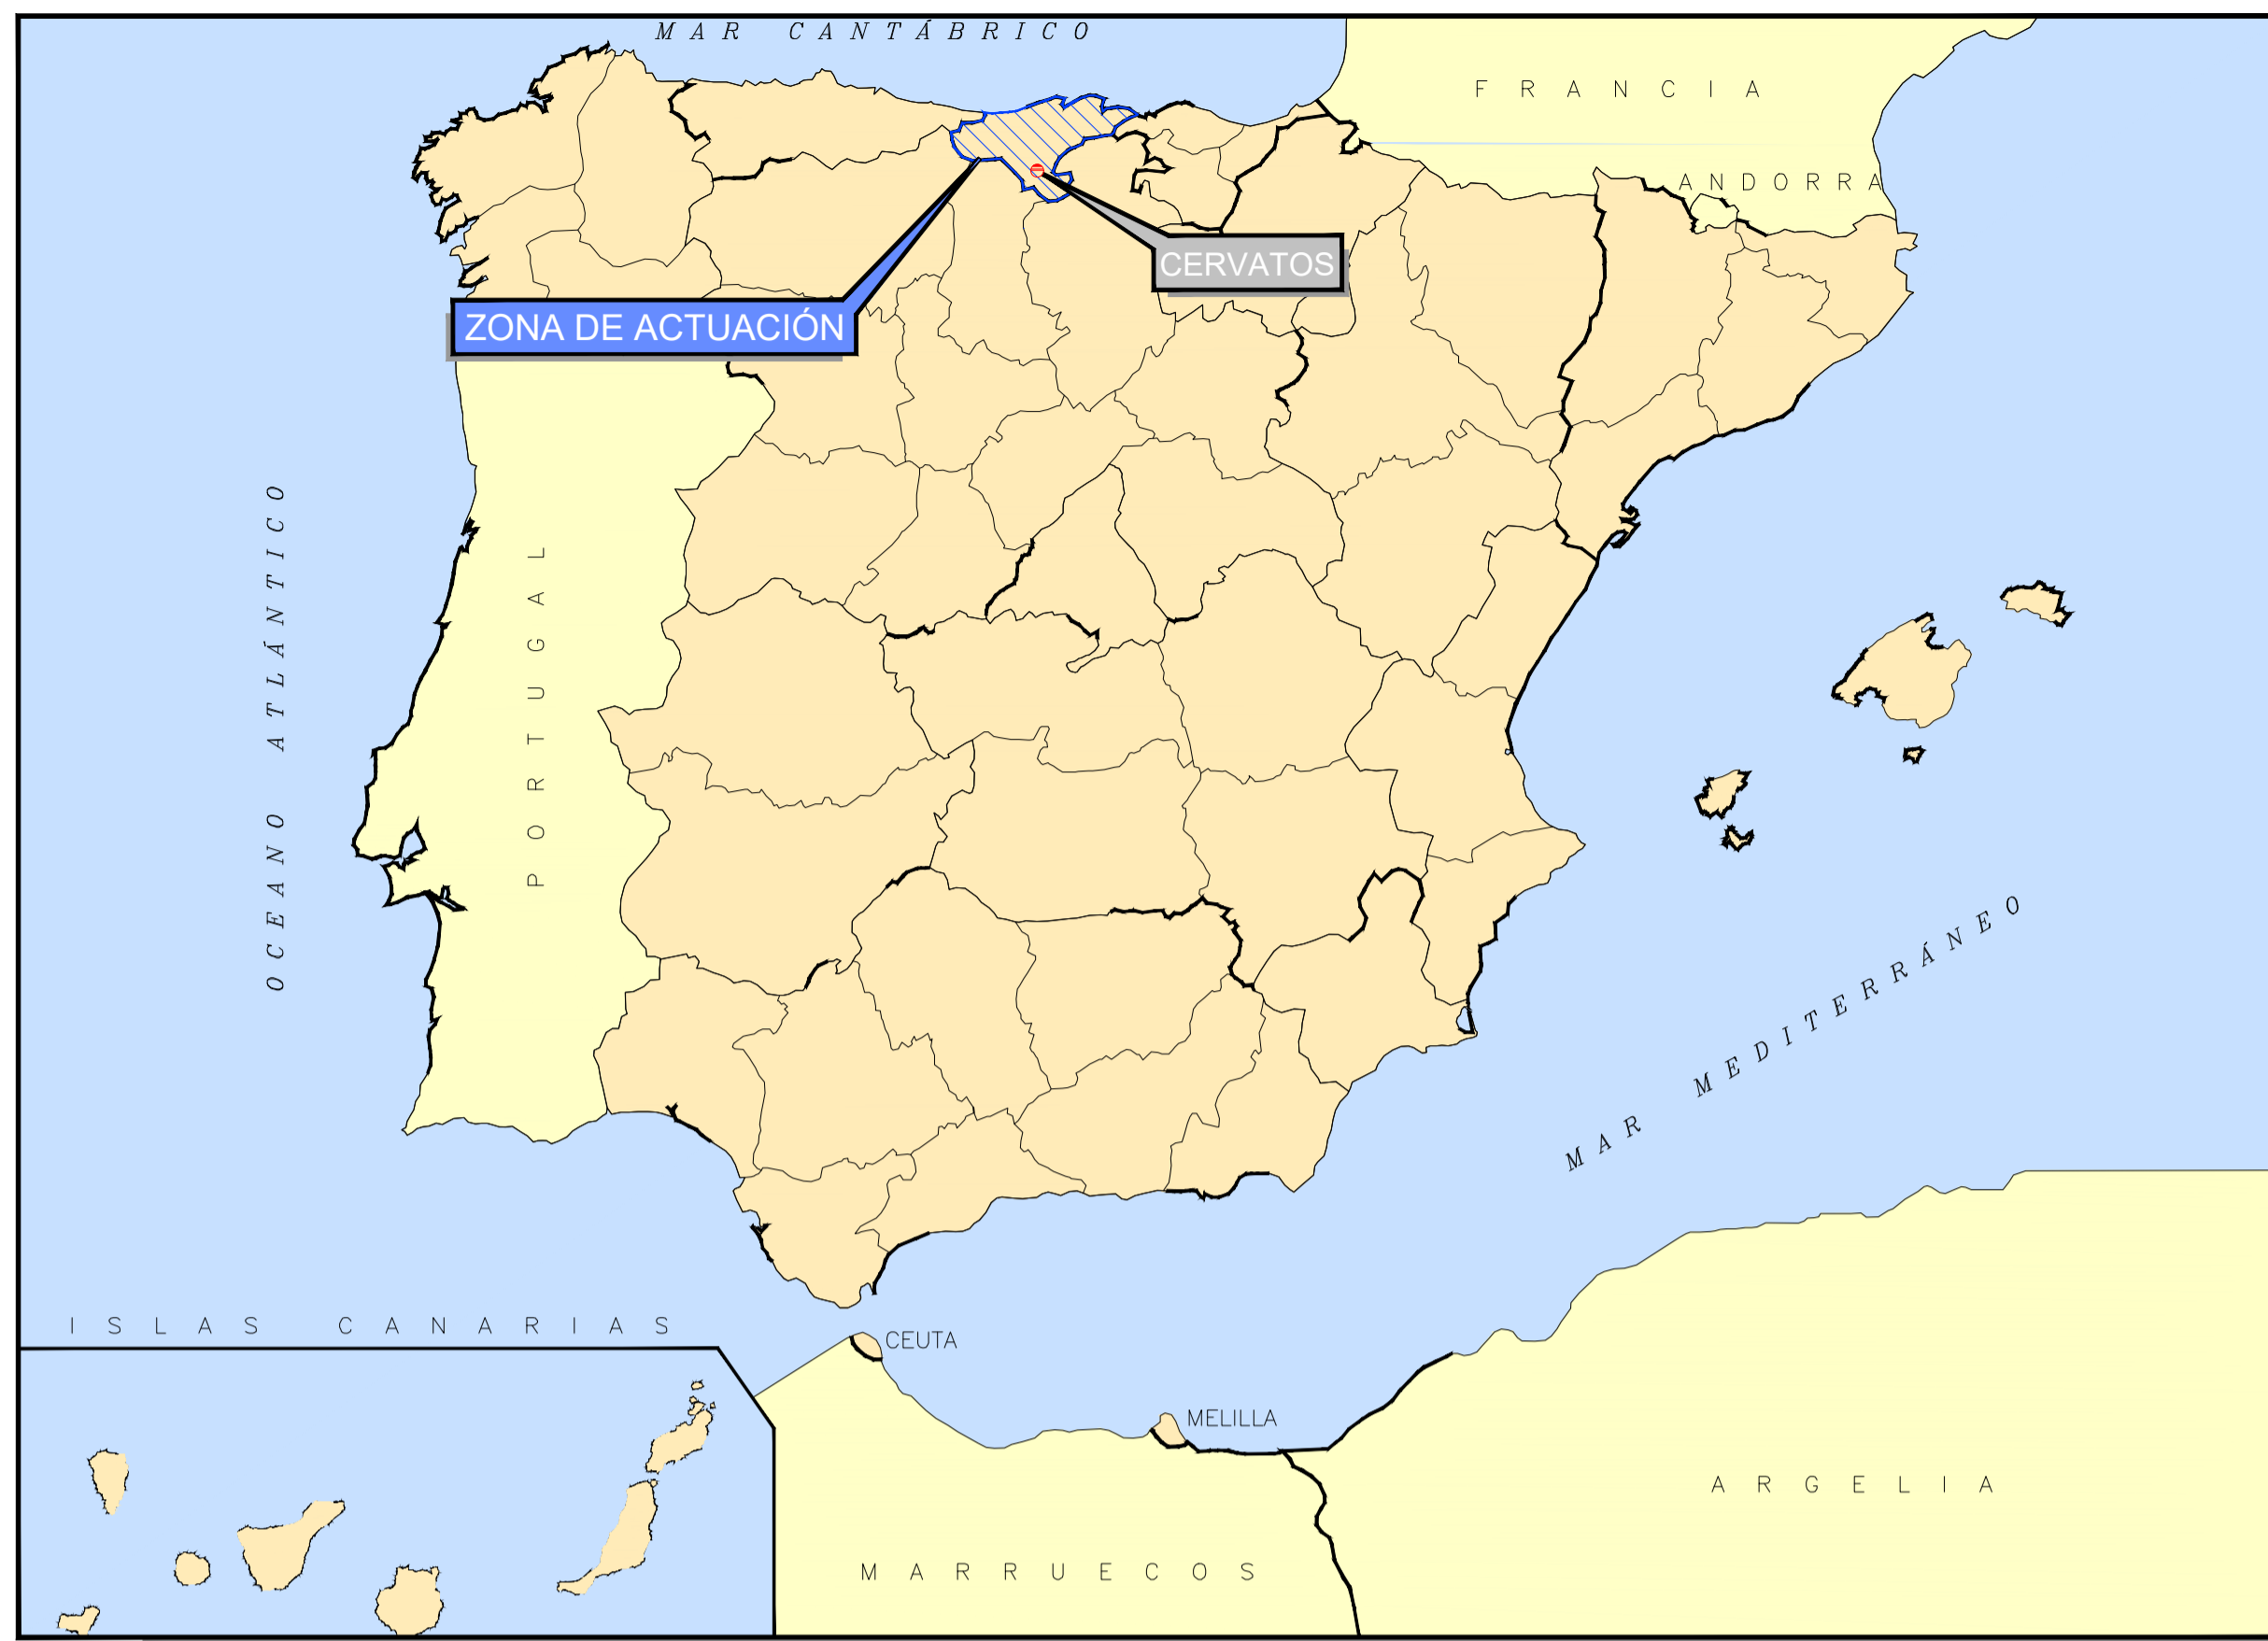 MAR CANTÁBRICO
FRANCIA
ANDORRA
CERVATOS
ZONA DE ACTUACIÓN
OCEANO ATLÁNTICO
PORTUGAL
MAR MEDITERRÁNEO
ISLAS CANARIAS
CEUTA
MELILLA
ARGELIA
MARRUECOS